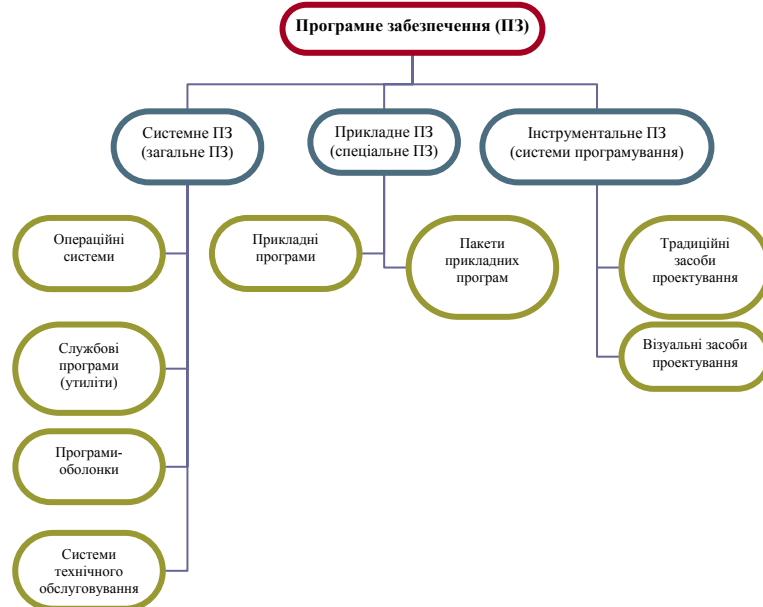 Програмне забезпечення (ПЗ)
Системне ПЗ
(загальне ПЗ)
Прикладне ПЗ
(спеціальне ПЗ)
Інструментальне ПЗ
(системи програмування)
Операційні
системи
Прикладні
програми
Пакети
прикладних
програм
Традиційні
засоби
проектування
Службові
програми
(утиліти)
Візуальні засоби
проектування
Програми-
оболонки
Системи
технічного
обслуговування